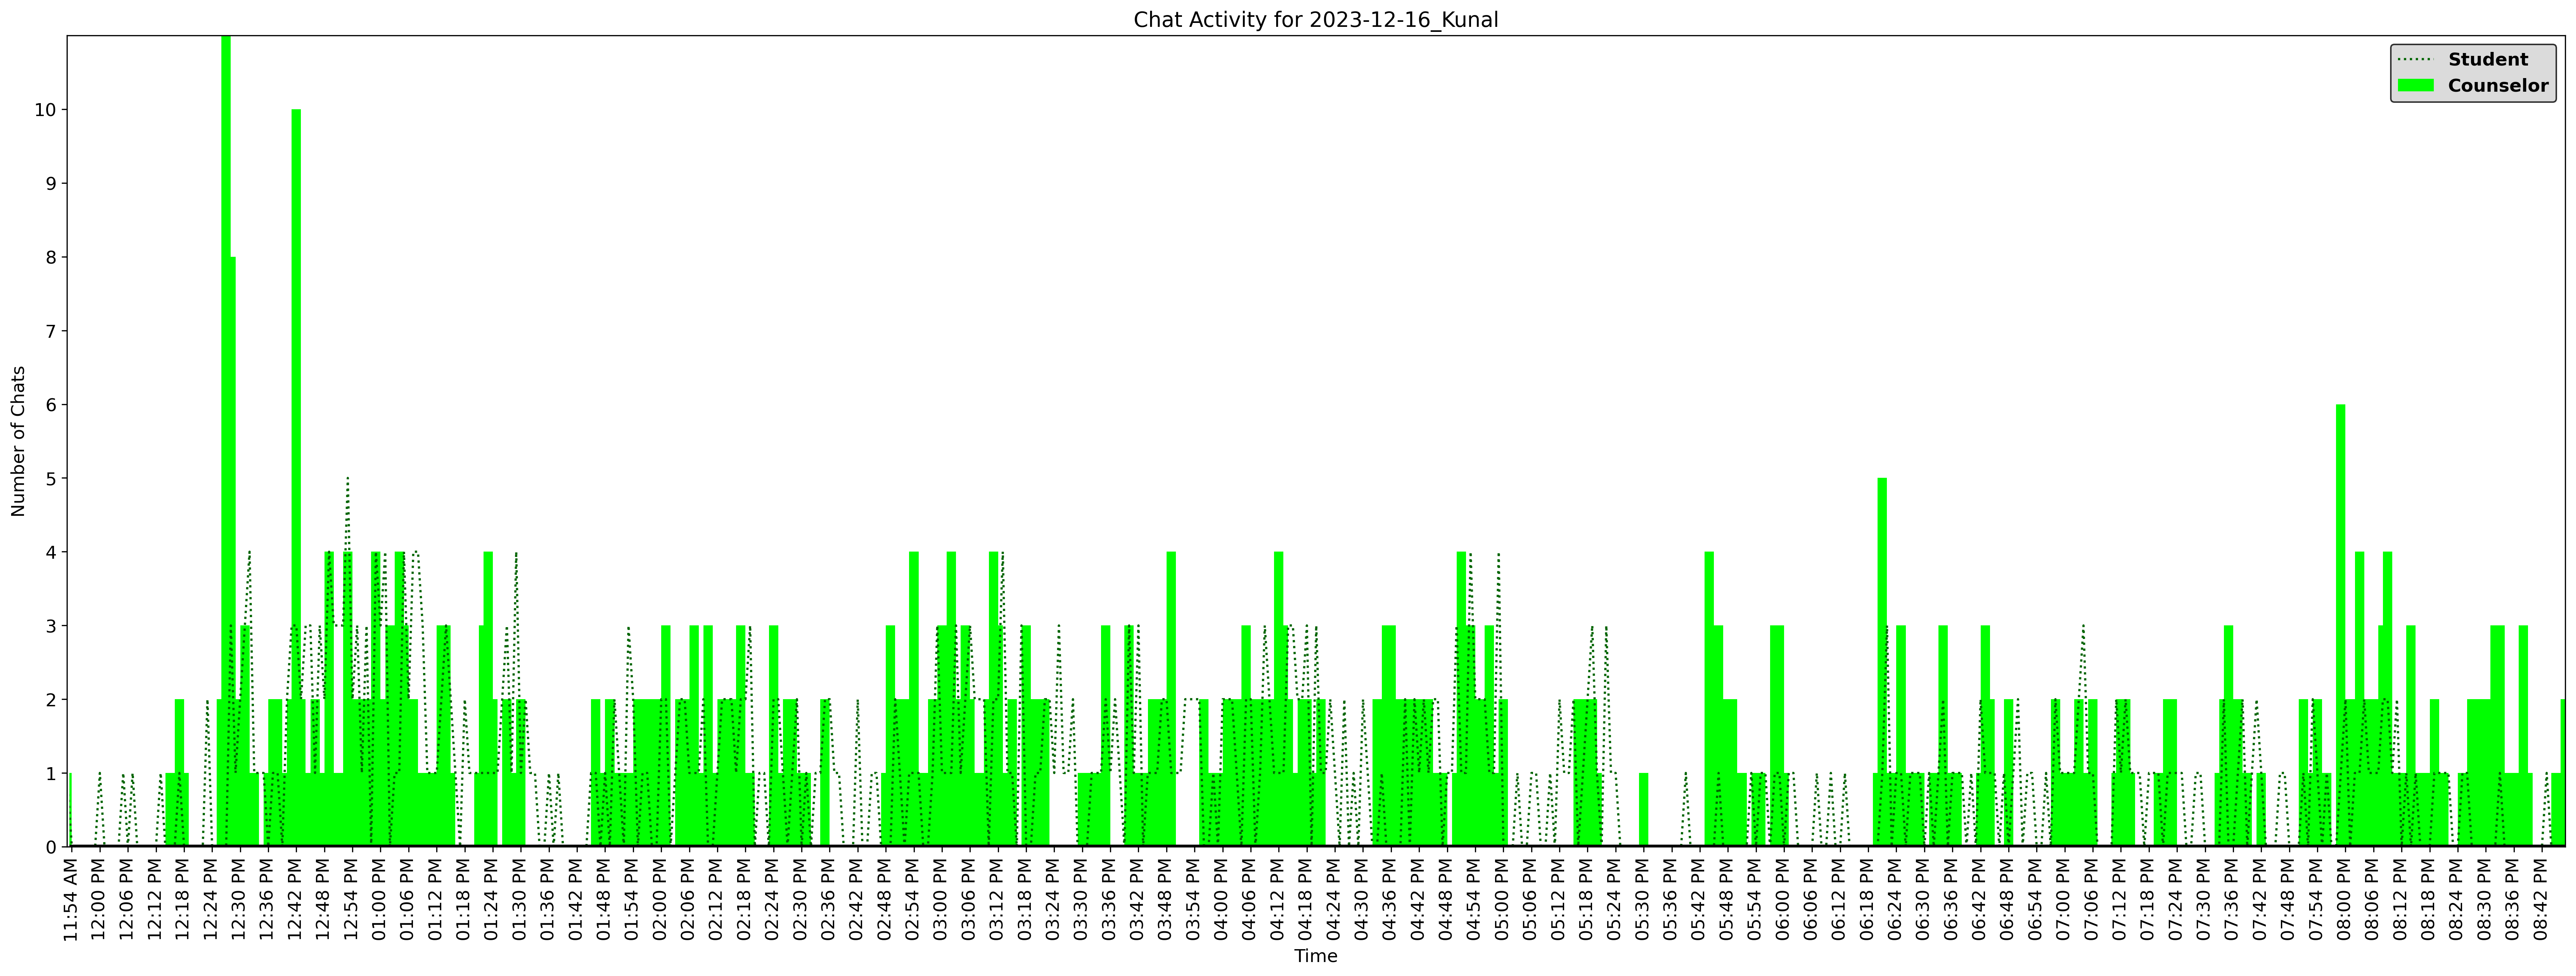 Chat Activity for 2023-12-16_Kunal
Student
Counselor
Number of Chats
10
9
8
7
6
5
4
3
2
1
0
11:54 AM
12:00 PM
12:06 PM
12:12 PM
12:18 PM
12:24 PM
12:30 PM
12:36 PM
12:42 PM
12:48 PM
12:54 PM
01:00 PM
01:06 PM
01:12 PM
01:18 PM
01:24 PM
01:30 PM
01:36 PM
01:42 PM
01:48 PM
01:54 PM
02:00 PM
02:06 PM
02:12 PM
02:18 PM
02:24 PM
02:30 PM
02:36 PM
02:42 PM
02:48 PM
02:54 PM
03:00 PM
03:06 PM
03:12 PM
03:18 PM
03:24 PM
03:30 PM
03:36 PM
03:42 PM
03:48 PM
03:54 PM
04:00 PM
04:06 PM
04:12 PM
04:18 PM
04:24 PM
04:30 PM
04:36 PM
04:42 PM
04:48 PM
04:54 PM
05:00 PM
05:06 PM
05:12 PM
05:18 PM
05:24 PM
05:30 PM
05:36 PM
05:42 PM
05:48 PM
05:54 PM
06:00 PM
06:06 PM
06:12 PM
06:18 PM
06:24 PM
06:30 PM
06:36 PM
06:42 PM
06:48 PM
06:54 PM
07:00 PM
07:06 PM
07:12 PM
07:18 PM
07:24 PM
07:30 PM
07:36 PM
07:42 PM
07:48 PM
07:54 PM
08:00 PM
08:06 PM
08:12 PM
08:18 PM
08:24 PM
08:30 PM
08:36 PM
08:42 PM
Time